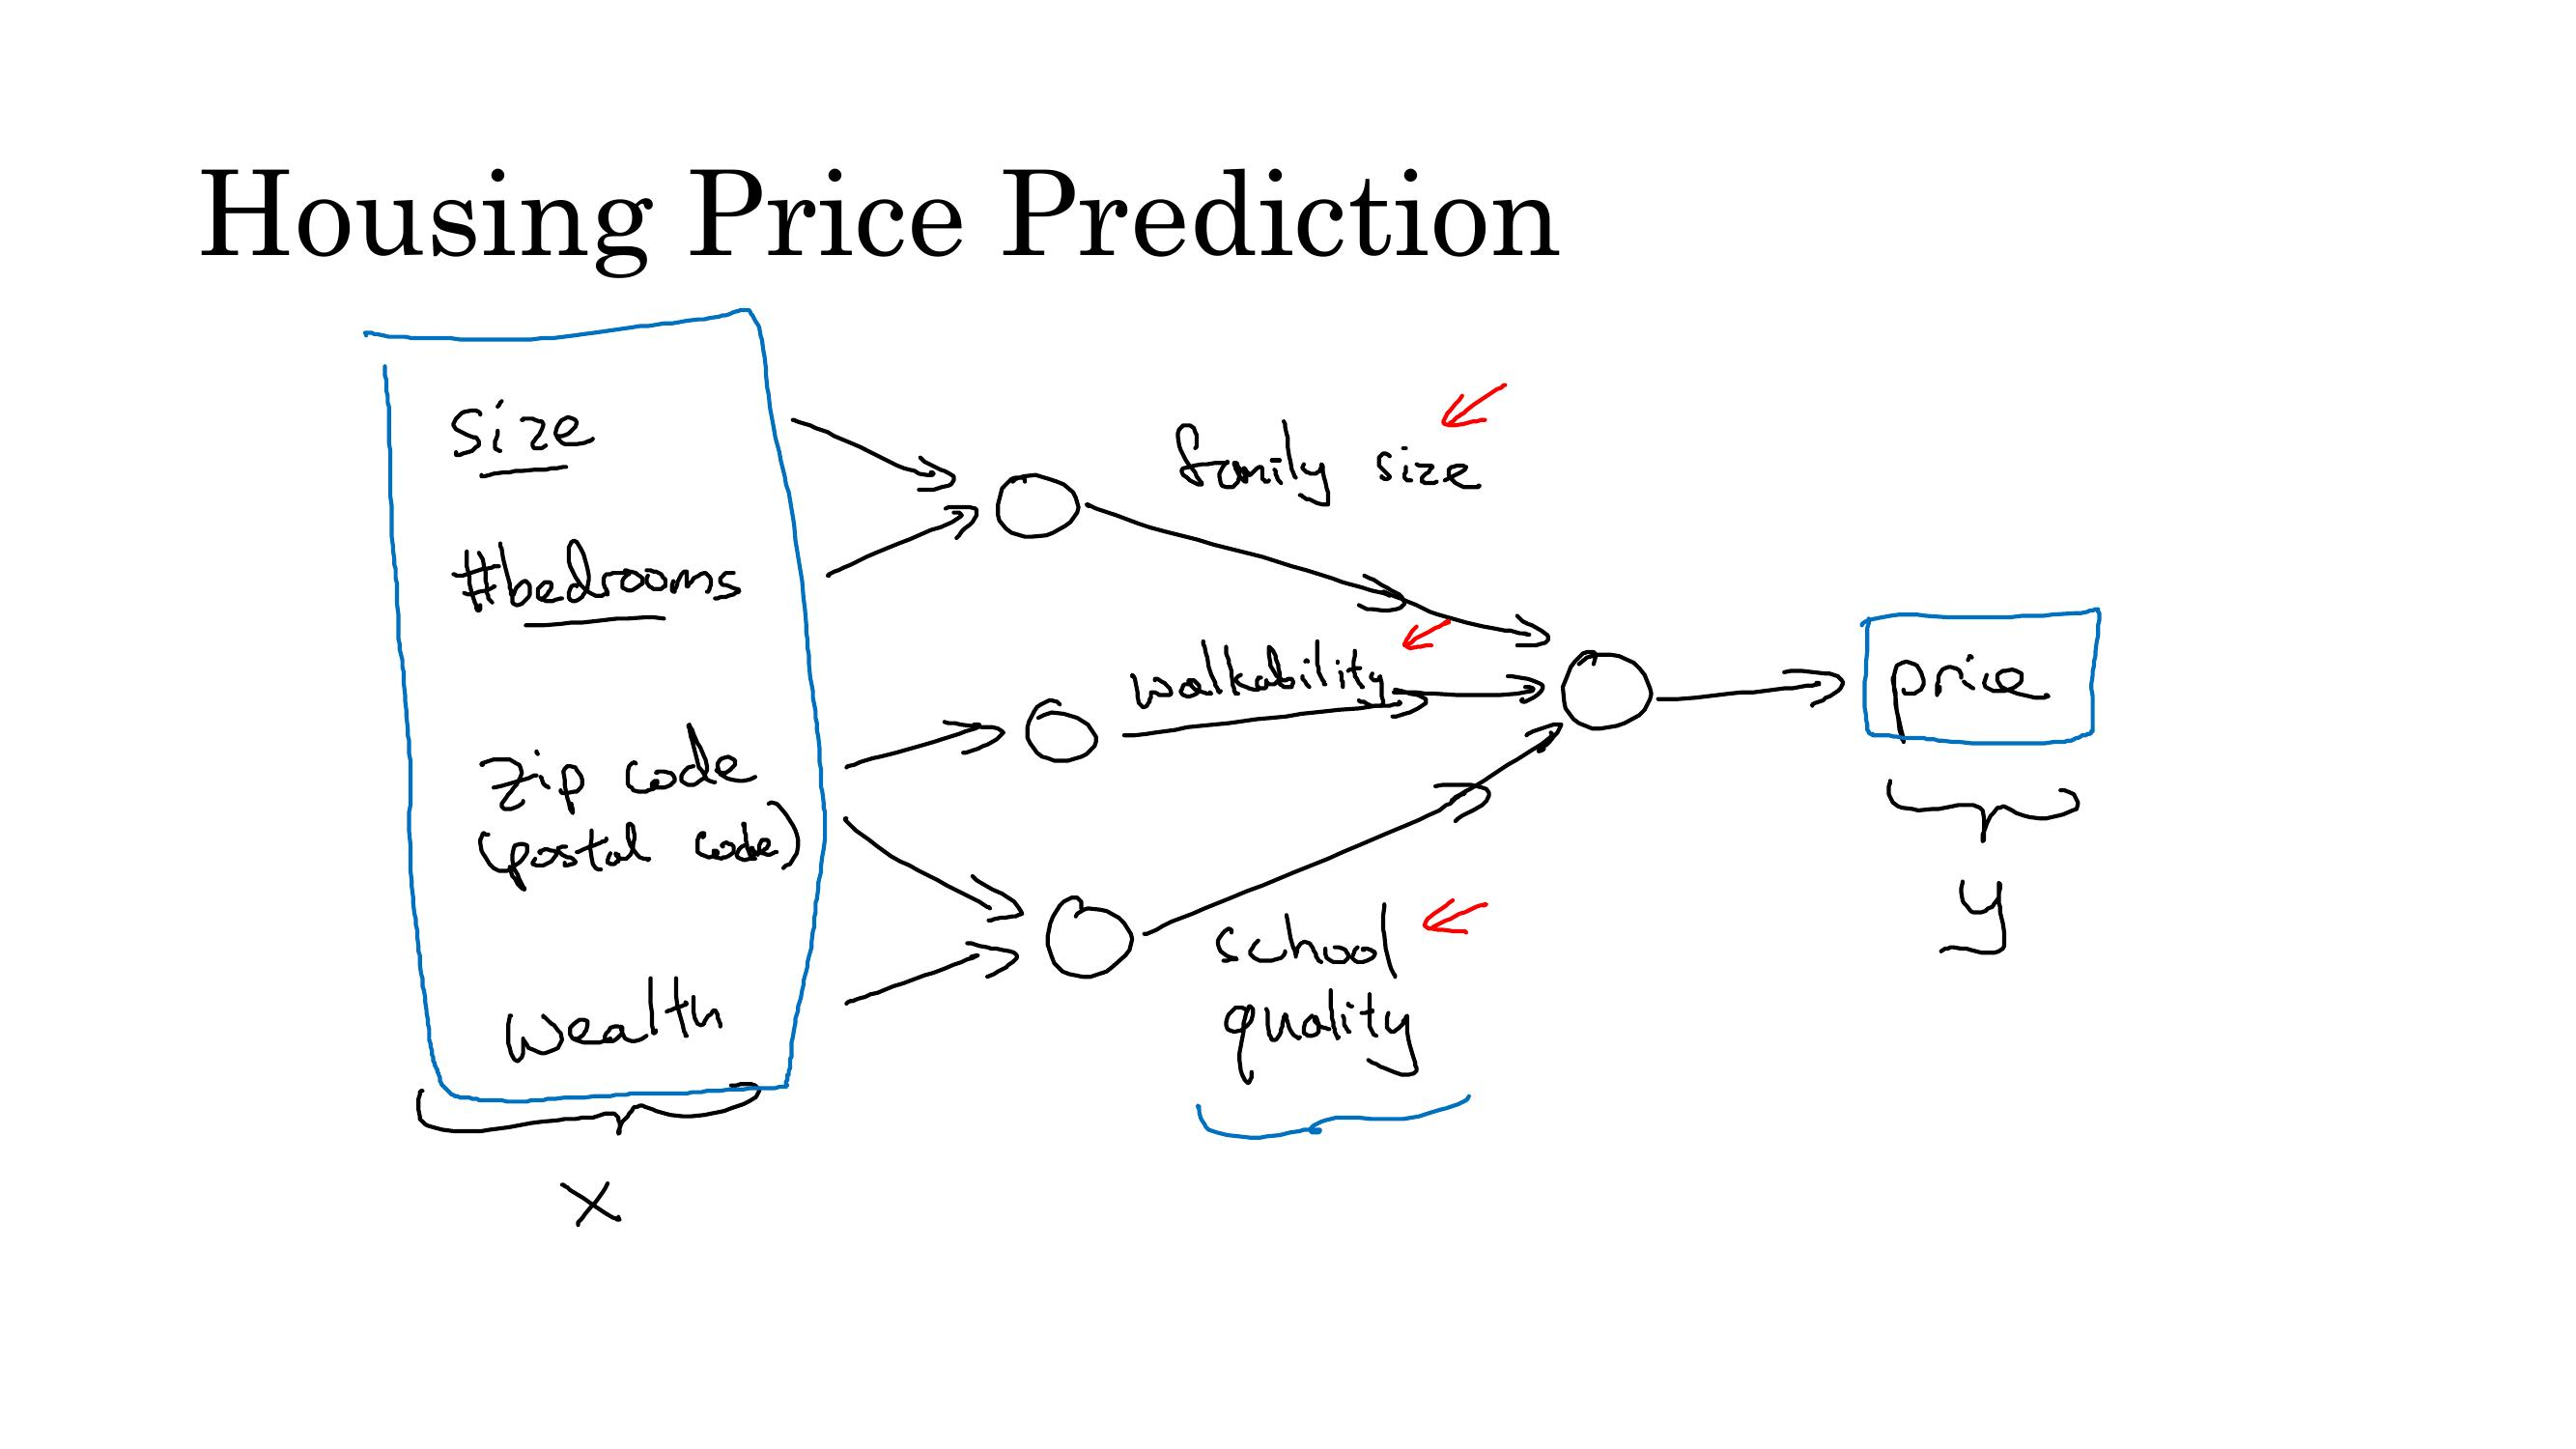 Housing Price Prediction
size
family size
#bedrooms
walkability
price
zip code
(postal code)
y
school
quality
wealth
x